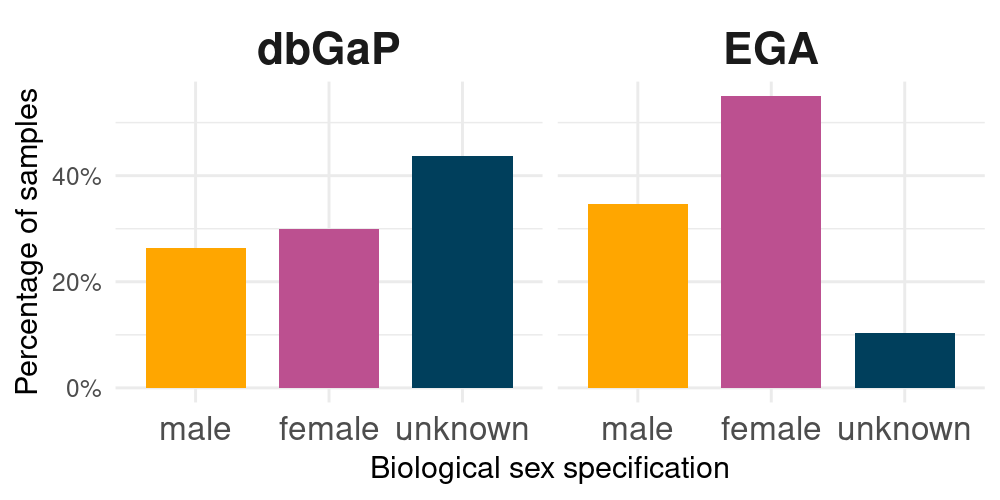 dbGaP EGA
Percentage of samples
40%
20%
0%
male female unknown male female unknown
Biological sex specification